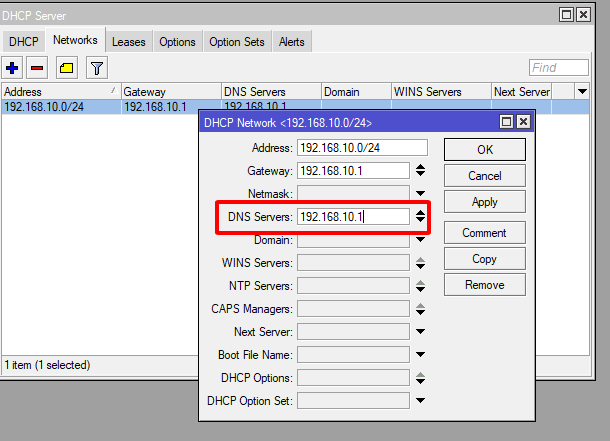 DHCP Server
DHCP Networks Leases Options Option Sets Alerts
Find
Address Gateway DNS Servers Domain WINS Servers Next Server
192.168.10.0/24 192.168.10.1 192.168.10.1
DHCP Network <192.168.10.0/24>
Address: 192.168.10.0/24 OK
Gateway: 192.168.10.1 Cancel
Netmask: Apply
DNS Servers: 192.168.10.1
Domain: Comment
WINS Servers: Copy
NTP Servers: Remove
CAPS Managers:
Next Server:
Boot File Name:
DHCP Options:
DHCP Option Set:
1 item (1 selected)